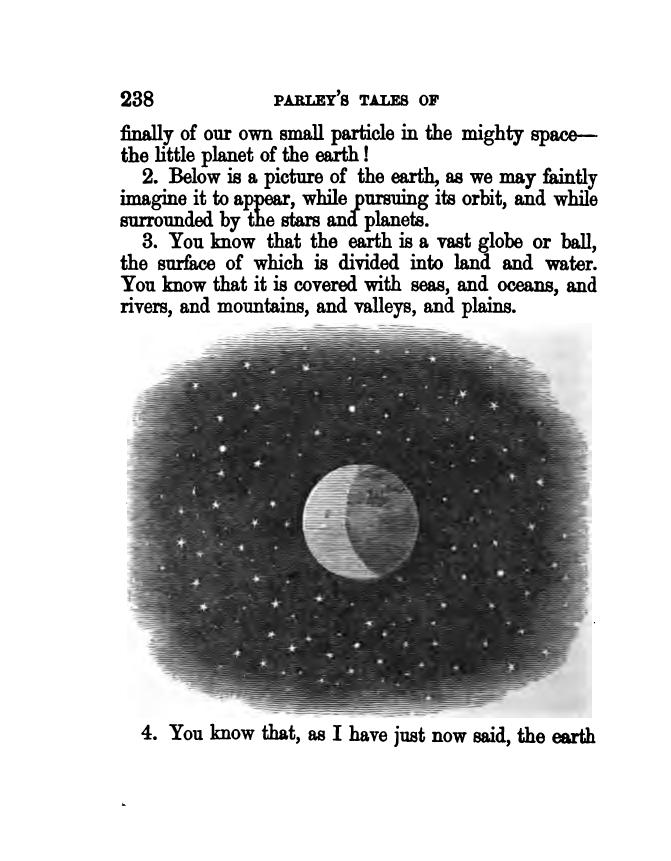 238 PARLEY'S TALES OF
finally of our own small particle in the mighty space—
the little planet of the earth!
2. Below is a picture of the earth, as we may faintly
imagine it to appear, while pursuing its orbit, and while
surrounded by the stars and planets.
3. You know that the earth is a vast globe or ball,
the surface of which is divided into land and water.
You know that it is covered with seas, and oceans, and
rivers, and mountains, and valleys, and plains.
4. You know that, as I have just now said, the earth